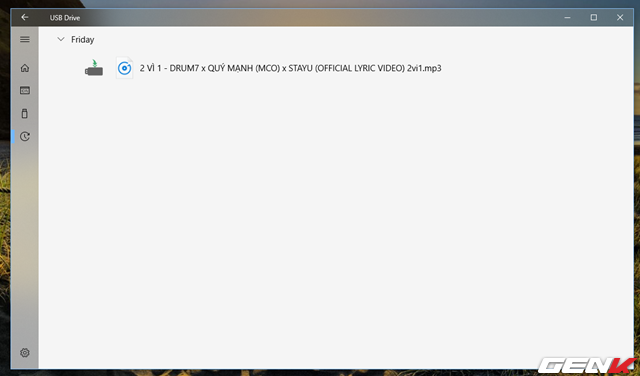 USB Drive
Friday
2 VÌ 1 - DRUM7 x QUÝ MẠNH (MCO) x STAYU (OFFICIAL LYRIC VIDEO) 2vi1.mp3
GENK